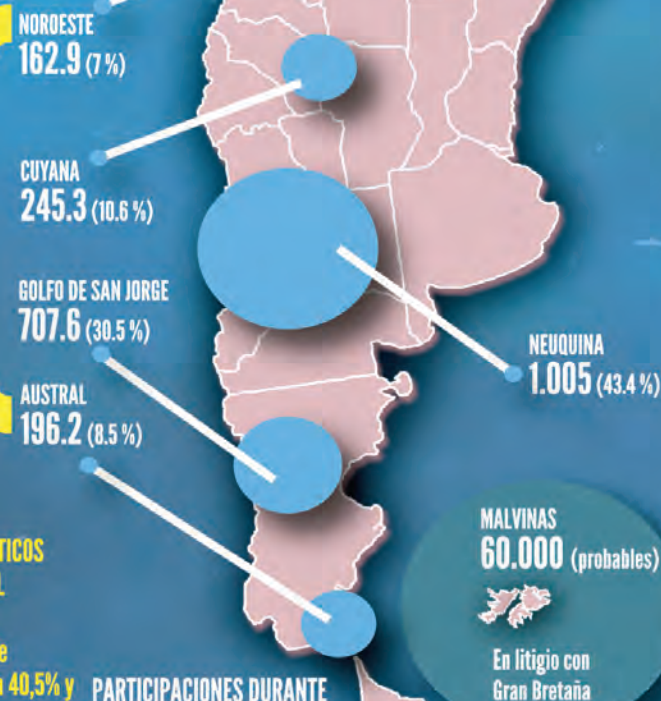 NOROESTE
162.9 (7 %)
CUYANA
245.3 (10.6 %)
GOLFO DE SAN JORGE
707.6 (30.5 %)
AUSTRAL
196.2 (8.5 %)
NEUQUINA
1.005 (43.4 %)
MALVINAS
60.000 (probables)
En litigio con
Gran Bretaña
40,5% y
PARTICIPACIONES DURANTE